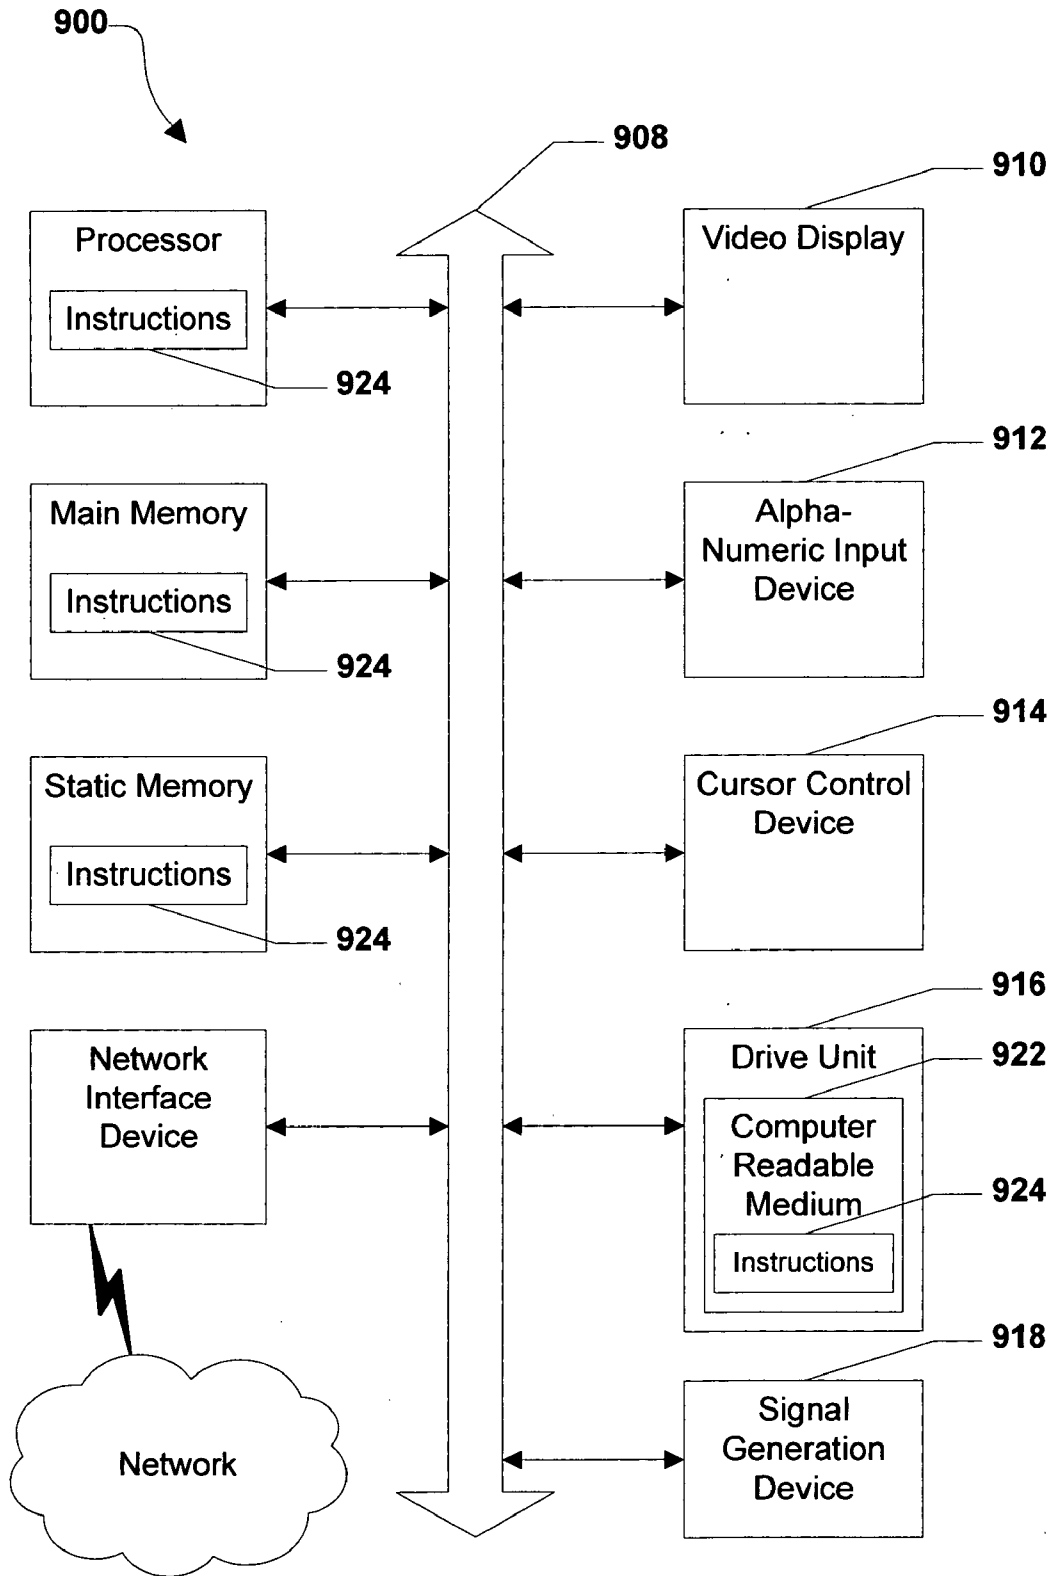 900
908
910
Processor
Instructions
924
Video Display
912
Main Memory
Instructions
924
Alpha-
Numeric Input
Device
914
Static Memory
Instructions
924
Cursor Control
Device
916
Network
Interface
Device
Drive Unit
922
Computer
Readable
Medium
924
Instructions
918
Signal
Generation
Device
Network